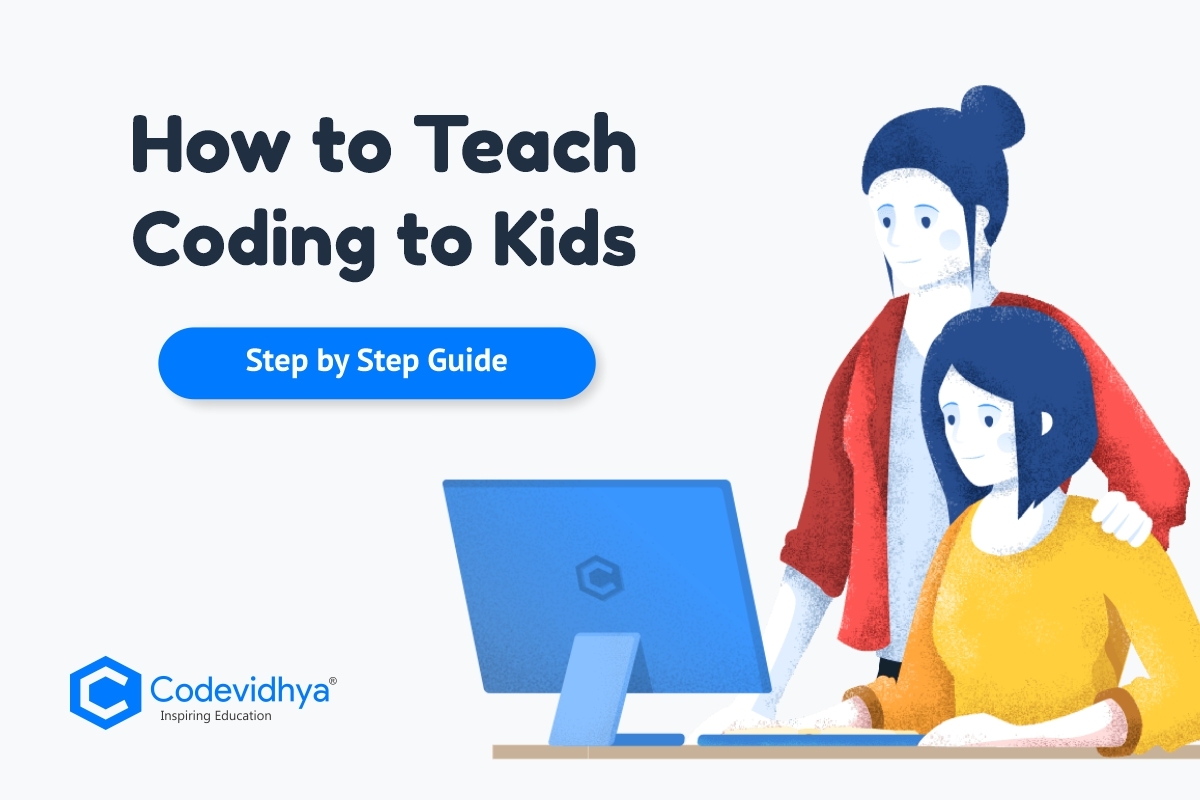 How to Teach
Coding to Kids
Step by Step Guide
Codevidhya®
Inspiring Education